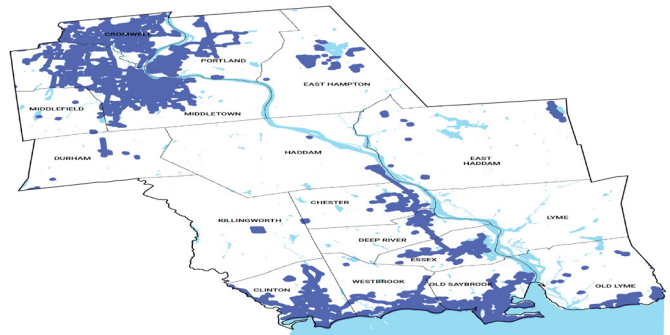 CROMWELL
PORTLAND
EAST HAMPTON
MIDDLEFIELD
MIDDLETOWN
DURHAM
HADDAM
EAST
HADDAM
CHESTER
KILLINGWORTH
LYME
DEEP RIVER
ESSEX
CLINTON
WESTBROOK
OLD SAYBROOK
OLD LYME